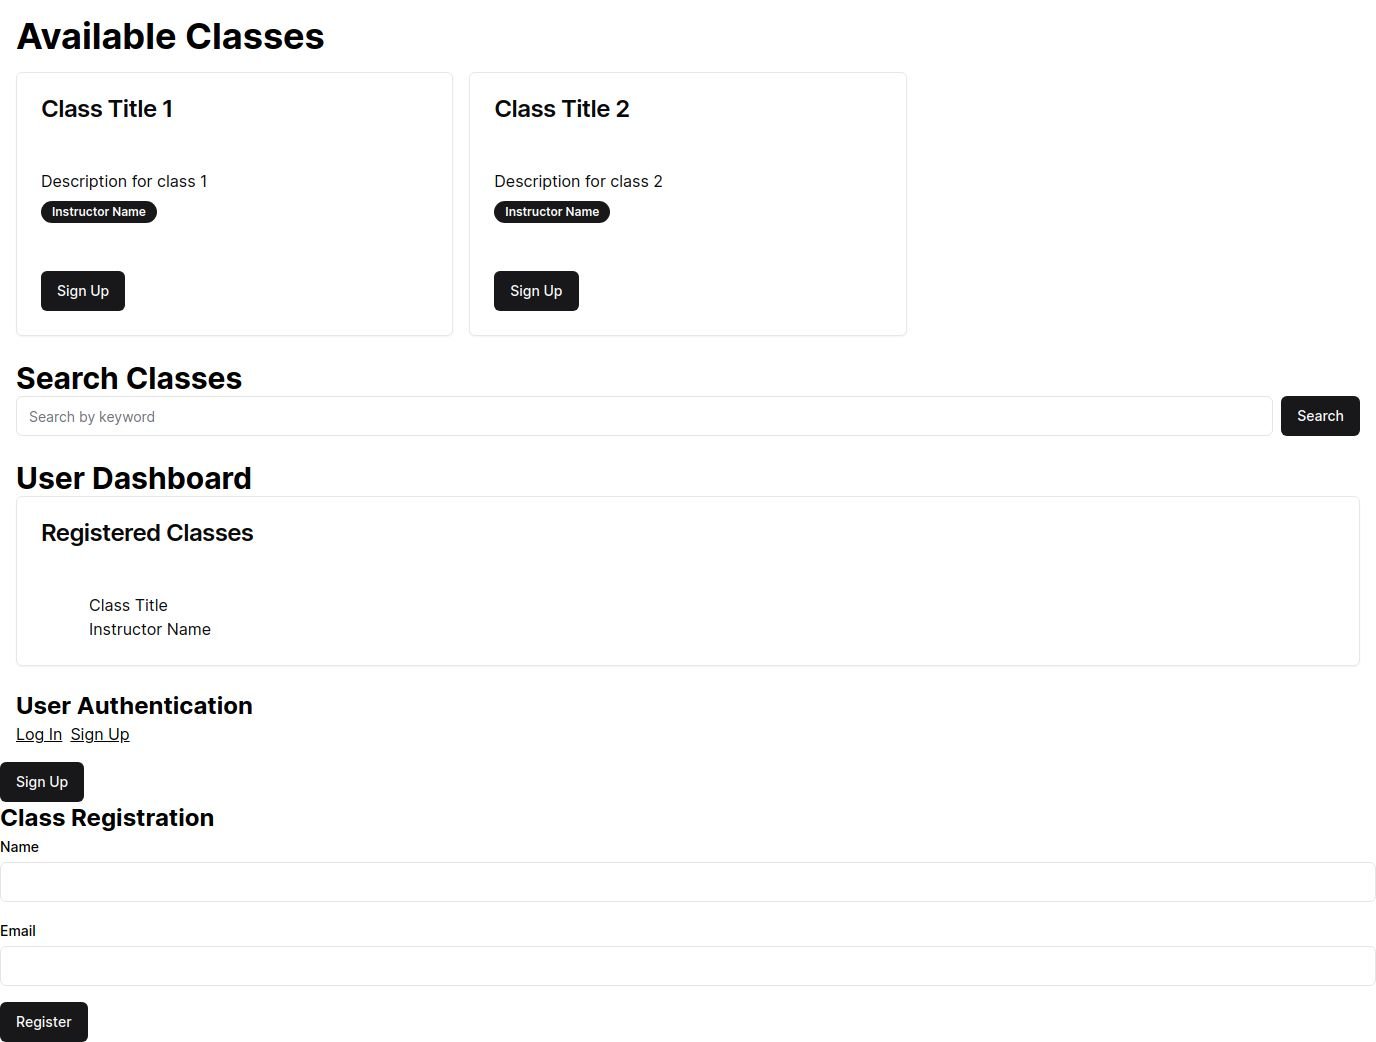 Available Classes
Class Title 1
Description for class 1
Instructor Name
Sign Up
Class Title 2
Description for class 2
Instructor Name
Sign Up
Search Classes
Search by keyword
Search
User Dashboard
Registered Classes
Class Title
Instructor Name
User Authentication
Log In Sign Up
Sign Up
Class Registration
Name
Email
Register